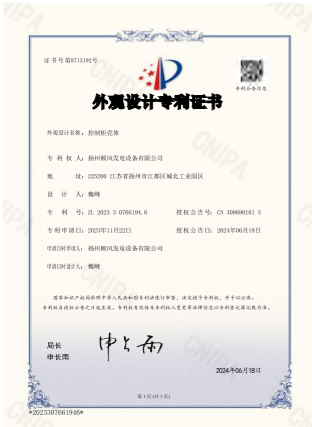 证书号第8713192号
专利公告信息
外观设计专利证书
外观设计名称：控制柜壳体
专利权人：扬州顺风发电设备有限公司
地址：225200 江苏省扬州市江都区城北工业园区
设计人：魏峰
专利号：ZL 2023 3 0766194.6 授权公告号：CN 308690161 S
专利申请日：2023年11月22日 授权公告日：2024年06月18日
申请日时申请人：扬州顺风发电设备有限公司
申请日时设计人：魏峰
国家知识产权局依照中华人民共和国专利法进行审查，决定授予专利权，并予以公告。
专利权自授权公告之日起生效。专利权有效性及专利权人变更等法律信息以专利登记簿记载为准。
局长
申长雨
申长雨
2024年06月18日
第 1 页(共 1 页)
*2023307661946*
CNIPA